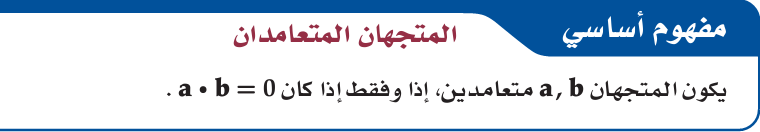 مفهوم أساسي
المتجهان المتعامدان
يكون المتجهان a, b متعامدين، إذا وفقط إذا كان a • b = 0 .